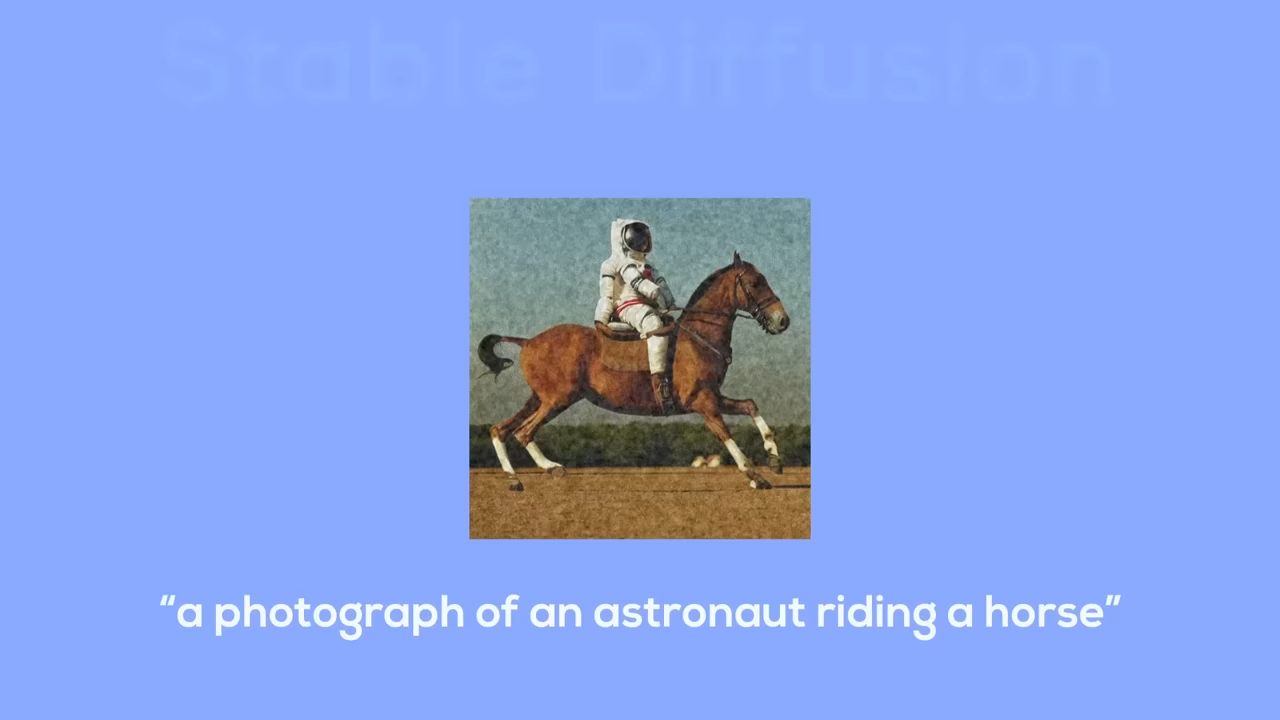 Stable Diffusion
“a photograph of an astronaut riding a horse”